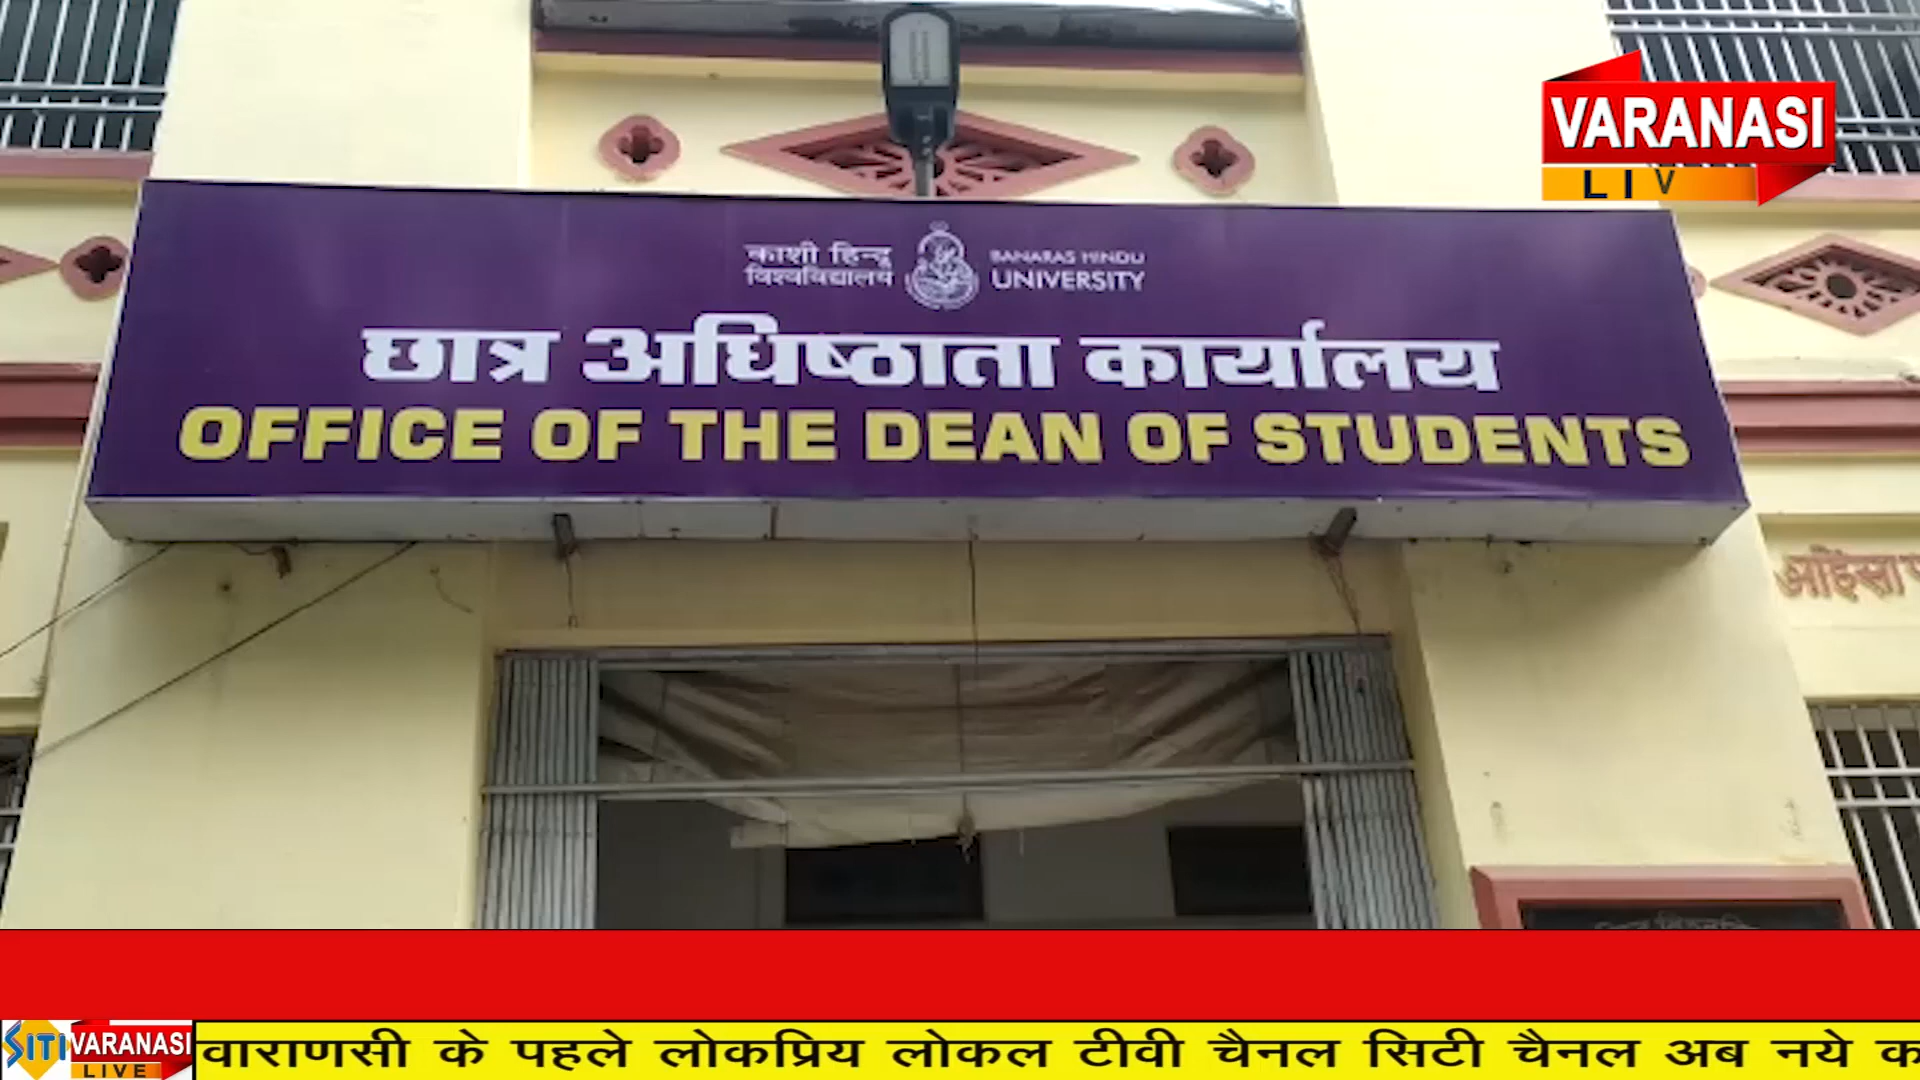 VARANASI
LIV
काशी हिन्दू
विश्वविद्यालय
BANARAS HINDU
UNIVERSITY
छात्र अधिष्ठाता कार्यालय
OFFICE OF THE DEAN OF STUDENTS
अहिंसा
SITI VARANASI
LIVE
वाराणसी के पहले लोकप्रिय लोकल टीवी चैनल सिटी चैनल अब नये क